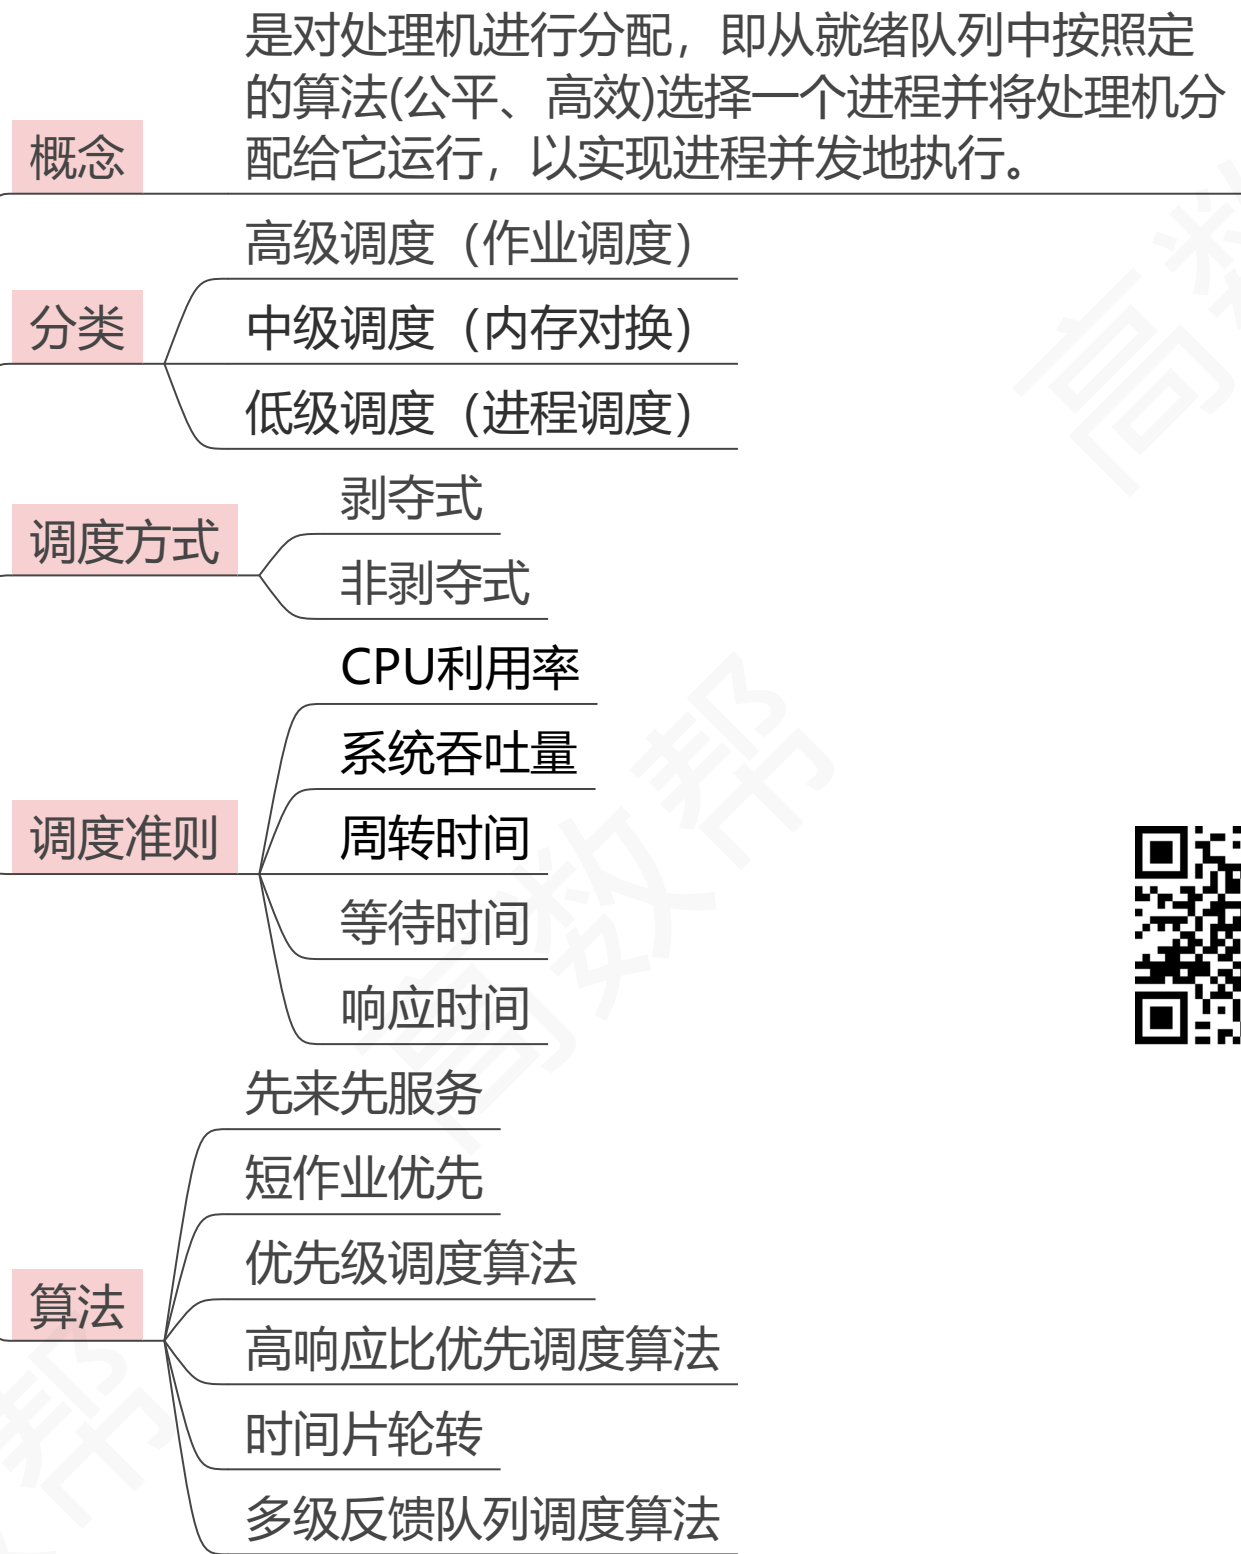 是对处理机进行分配，即从就绪队列中按照定
的算法(公平、高效)选择一个进程并将处理机分
配给它运行，以实现进程并发地执行。
概念
高级调度（作业调度）
分类
中级调度（内存对换）
低级调度（进程调度）
剥夺式
调度方式
非剥夺式
CPU利用率
系统吞吐量
调度准则
周转时间
等待时间
响应时间
先来先服务
短作业优先
优先级调度算法
算法
高响应比优先调度算法
时间片轮转
多级反馈队列调度算法
高数帮